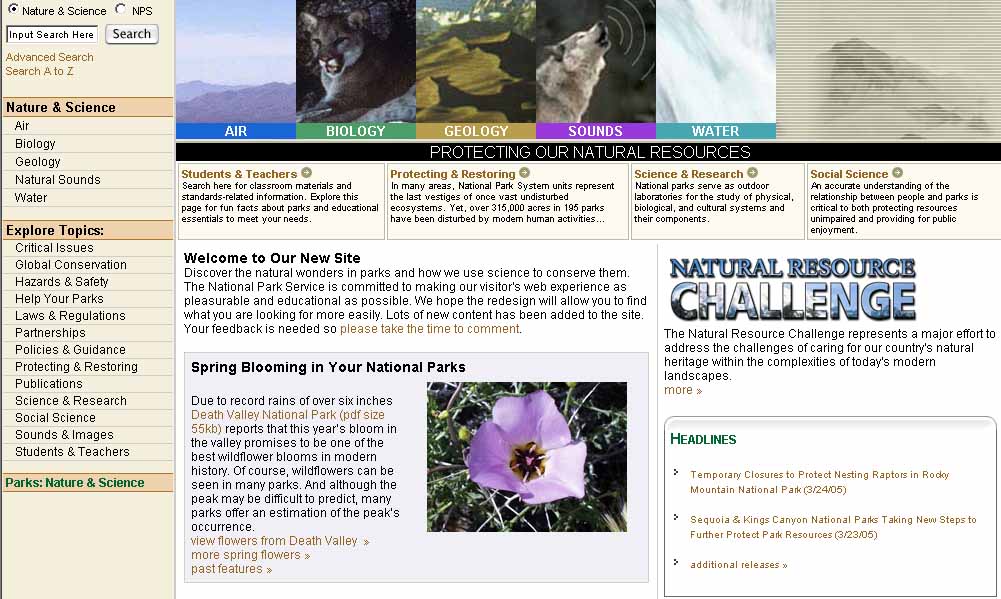 Nature & Science NPS
Input Search Here Search
Advanced Search
Search A to Z
Nature & Science
Air
Biology
Geology
Natural Sounds
Water
Explore Topics:
Critical Issues
Global Conservation
Hazards & Safety
Help Your Parks
Laws & Regulations
Partnerships
Policies & Guidance
Protecting & Restoring
Publications
Science & Research
Social Science
Sounds & Images
Students & Teachers
Parks: Nature & Science
AIR BIOLOGY GEOLOGY SOUNDS WATER
PROTECTING OUR NATURAL RESOURCES
Students & Teachers
Search here for classroom materials and
standards-related information. Explore this
page for fun facts about parks and educational
essentials to meet your needs.
Protecting & Restoring
In many areas, National Park System units represent
the last vestiges of once vast undisturbed
ecosystems. Yet, over 315,000 acres in 195 parks
have been disturbed by modern human activities...
Science & Research
National parks serve as outdoor
laboratories for the study of physical,
biological, and cultural systems and
their components.
Social Science
An accurate understanding of the
relationship between people and parks is
critical to both protecting resources
unimpaired and providing for public
enjoyment.
Welcome to Our New Site
Discover the natural wonders in parks and how we use science to conserve them.
The National Park Service is committed to making our visitor's web experience as
pleasurable and educational as possible. We hope the redesign will allow you to find
what you are looking for more easily. Lots of new content has been added to the site.
Your feedback is needed so please take the time to comment.
Spring Blooming in Your National Parks
Due to record rains of over six inches
Death Valley National Park (pdf size
55kb) reports that this year's bloom in
the valley promises to be one of the
best wildflower blooms in modern
history. Of course, wildflowers can be
seen in many parks. And although the
peak may be difficult to predict, many
parks offer an estimation of the peak's
occurrence.
view flowers from Death Valley »
more spring flowers »
past features »
NATURAL RESOURCE
CHALLENGE
The Natural Resource Challenge represents a major effort to
address the challenges of caring for our country's natural
heritage within the complexities of today's modern
landscapes.
more »
HEADLINES
Temporary Closures to Protect Nesting Raptors in Rocky
Mountain National Park (3/24/05)
Sequoia & Kings Canyon National Parks Taking New Steps to
Further Protect Park Resources (3/23/05)
additional releases »